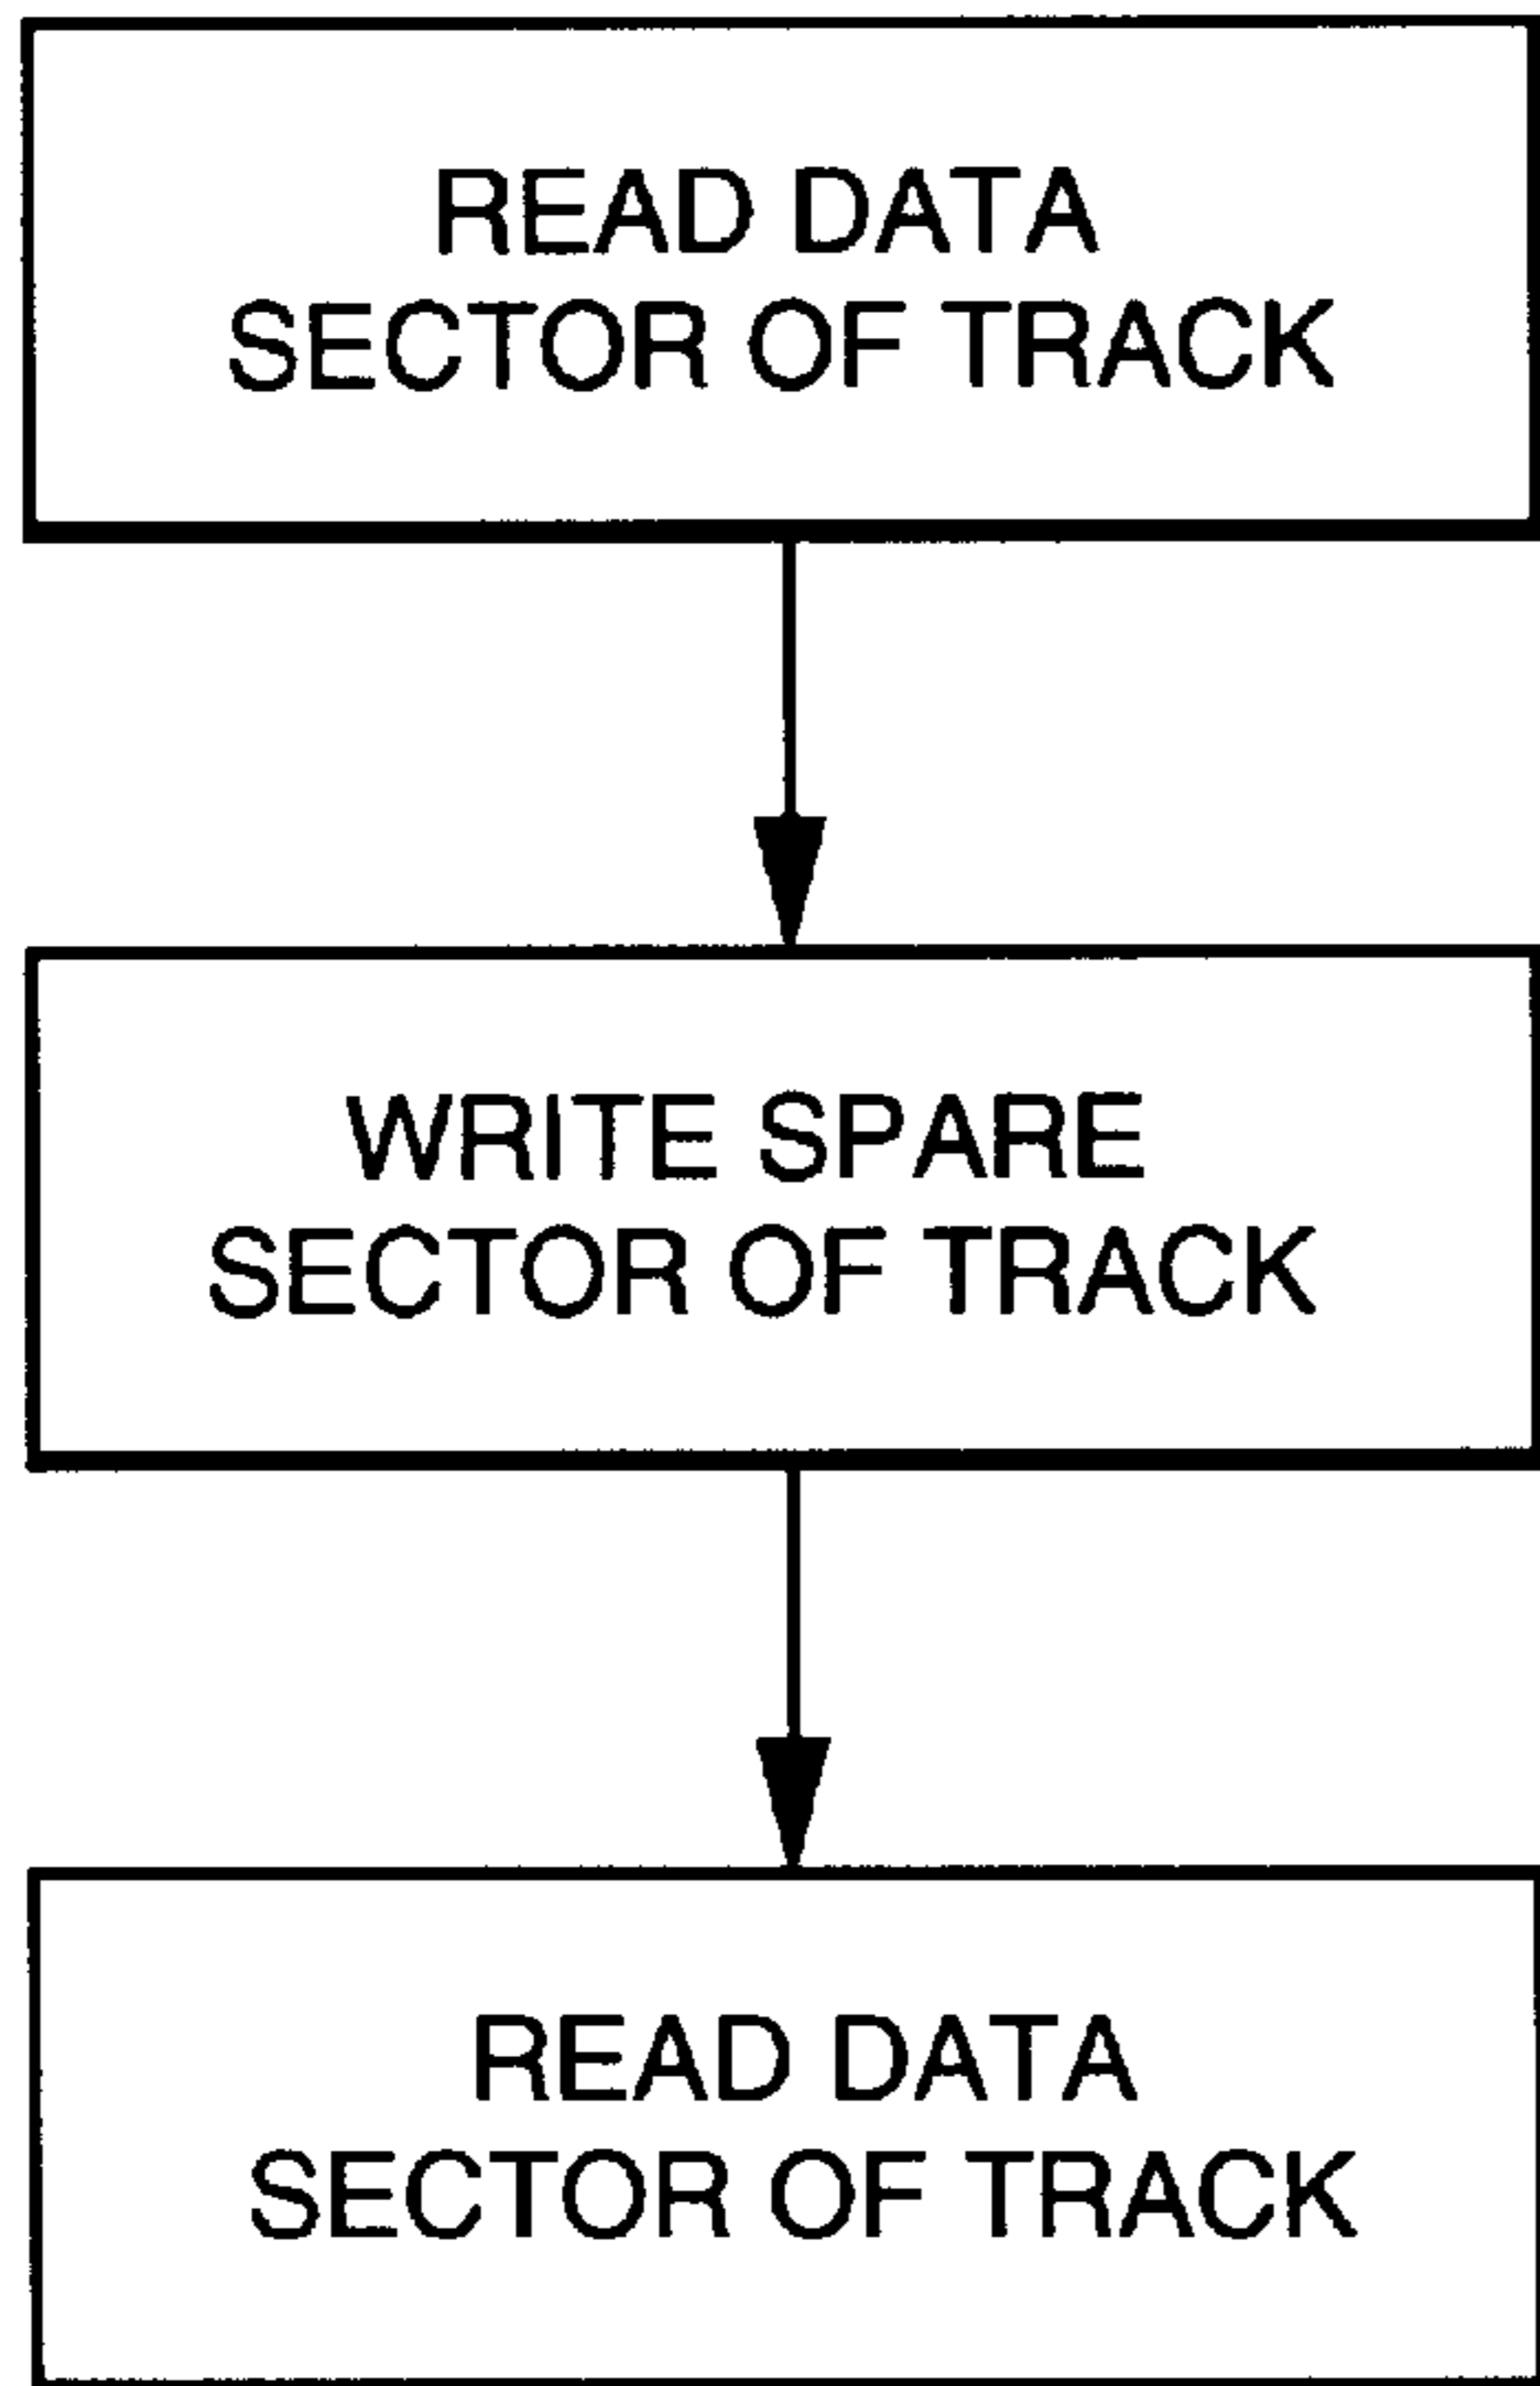 READ DATA
SECTOR OF TRACK
WRITE SPARE
SECTOR OF TRACK
READ DATA
SECTOR OF TRACK